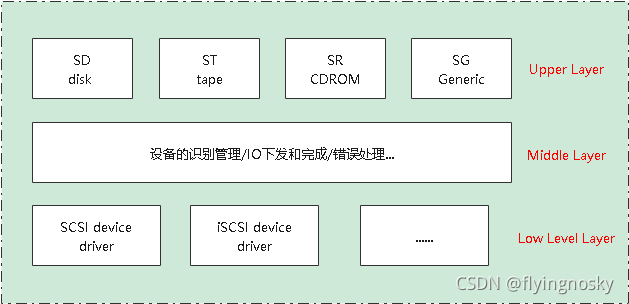 SD
disk
ST
tape
SR
CDROM
SG
Generic
Upper Layer
设备的识别管理/IO下发和完成/错误处理...
Middle Layer
SCSI device
driver
iSCSI device
driver
......
Low Level Layer
CSDN @flyingnosky